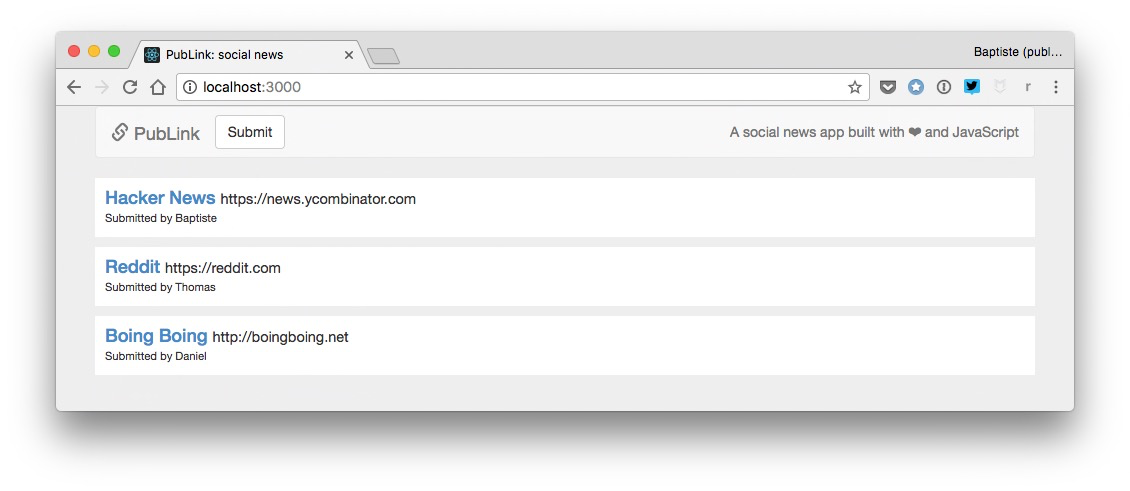 PubLink: social news
Baptiste (publ...
localhost:3000
r
PubLink Submit A social news app built with ❤ and JavaScript
Hacker News https://news.ycombinator.com
Submitted by Baptiste
Reddit https://reddit.com
Submitted by Thomas
Boing Boing http://boingboing.net
Submitted by Daniel